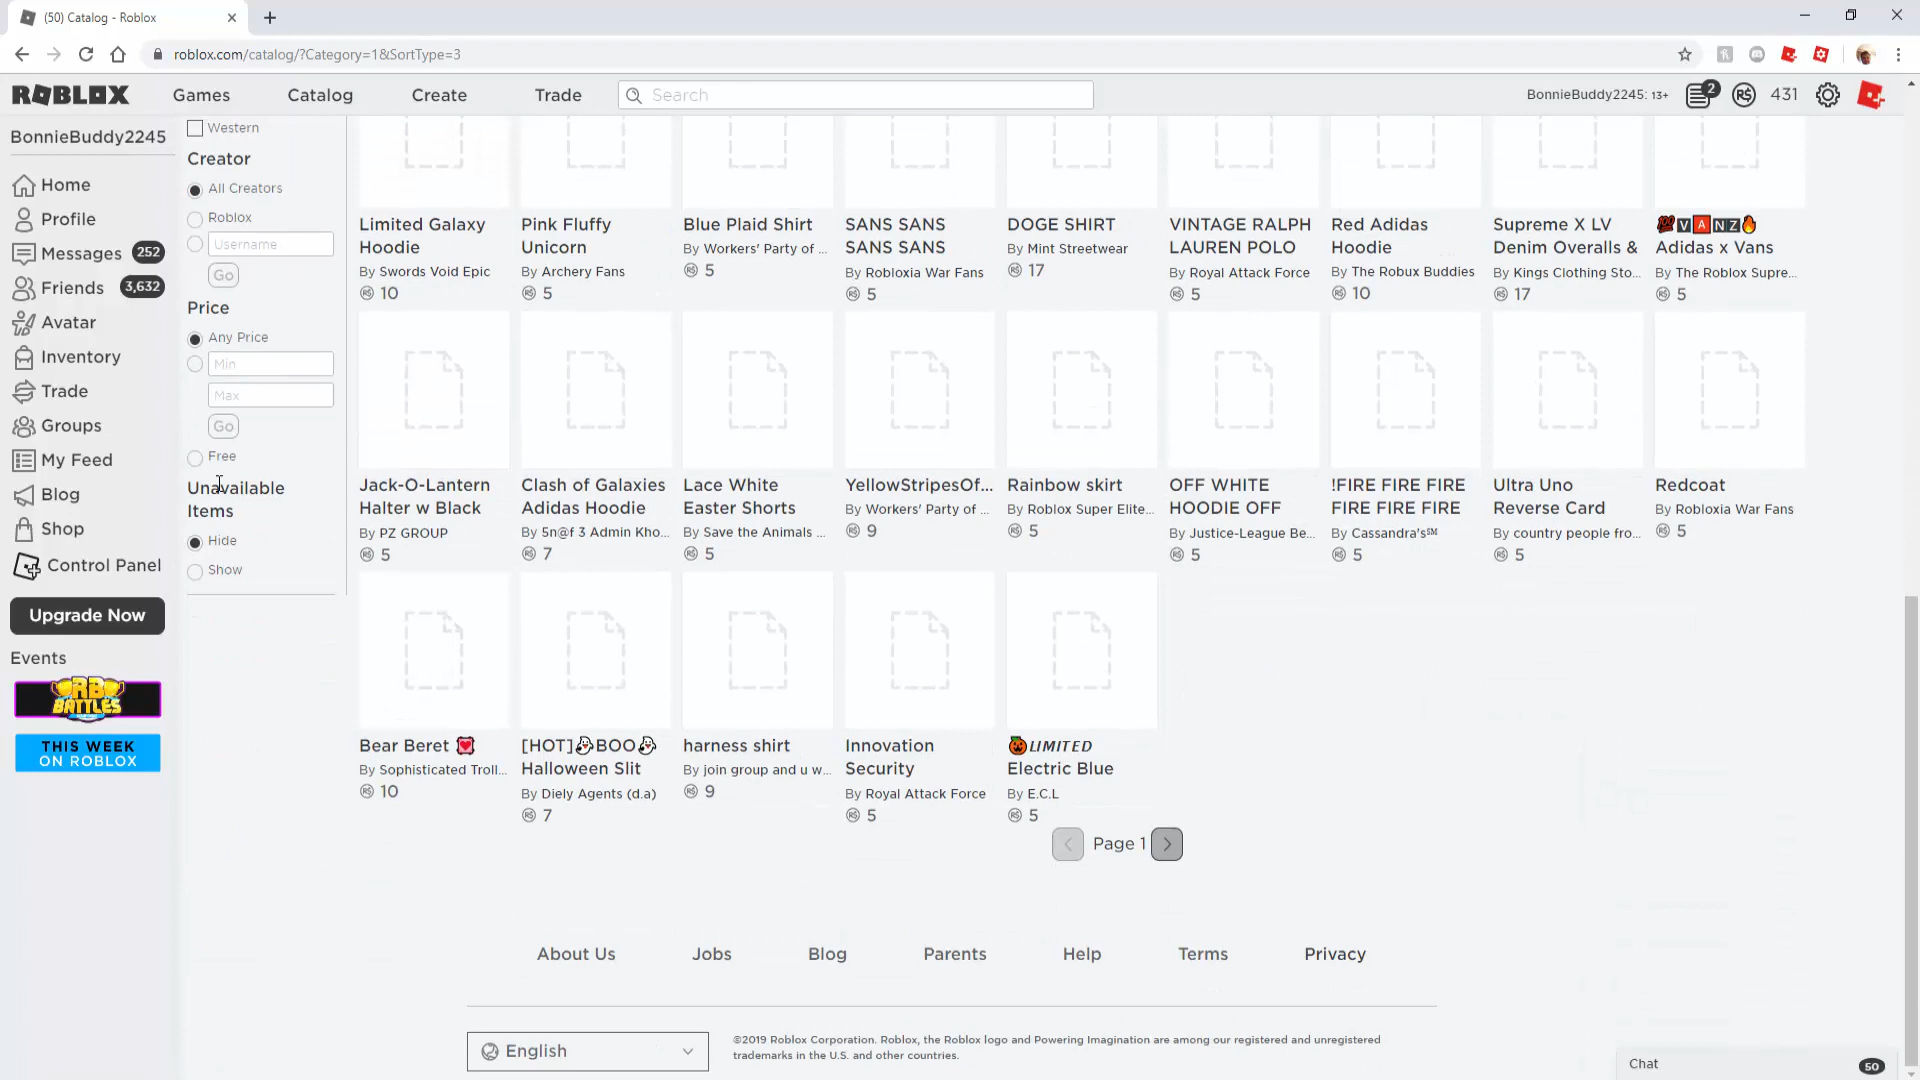 (50) Catalog - Roblox
roblox.com/catalog/?Category=1&SortType=3
ROBLOX
Games
Catalog
Create
Trade
Search
BonnieBuddy2245: 13+
2
431
BonnieBuddy2245
Home
Profile
Messages 252
Friends 3,632
Avatar
Inventory
Trade
Groups
My Feed
Blog
Shop
Control Panel
Upgrade Now
Events
RB
BATTLES
THIS WEEK
ON ROBLOX
Western
Creator
All Creators
Roblox
Username
Go
Price
Any Price
Min
Max
Go
Free
Unavailable
Items
Hide
Show
Limited Galaxy
Hoodie
By Swords Void Epic
10
Pink Fluffy
Unicorn
By Archery Fans
5
Blue Plaid Shirt
By Workers' Party of ...
5
SANS SANS
SANS SANS
By Robloxia War Fans
5
DOGE SHIRT
By Mint Streetwear
17
VINTAGE RALPH
LAUREN POLO
By Royal Attack Force
5
Red Adidas
Hoodie
By The Robux Buddies
10
Supreme X LV
Denim Overalls &
By Kings Clothing Sto...
17
💯🆅🅰🅽🆉🔥
Adidas x Vans
By The Roblox Supre...
5
Jack-O-Lantern
Halter w Black
By PZ GROUP
5
Clash of Galaxies
Adidas Hoodie
By 5n@f 3 Admin Kho...
7
Lace White
Easter Shorts
By Save the Animals ...
5
YellowStripesOf...
By Workers' Party of ...
9
Rainbow skirt
By Roblox Super Elite...
5
OFF WHITE
HOODIE OFF
By Justice-League Be...
5
!FIRE FIRE FIRE
FIRE FIRE FIRE
By Cassandra's℠
5
Ultra Uno
Reverse Card
By country people fro...
5
Redcoat
By Robloxia War Fans
5
Bear Beret 💟
By Sophisticated Troll...
10
[HOT]👻BOO👻
Halloween Slit
By Diely Agents (d.a)
7
harness shirt
By join group and u w...
9
Innovation
Security
By Royal Attack Force
5
🎃LIMITED
Electric Blue
By E.C.L
5
Page 1
About Us
Jobs
Blog
Parents
Help
Terms
Privacy
English
©2019 Roblox Corporation. Roblox, the Roblox logo and Powering Imagination are among our registered and unregistered
trademarks in the U.S. and other countries.
Chat
50